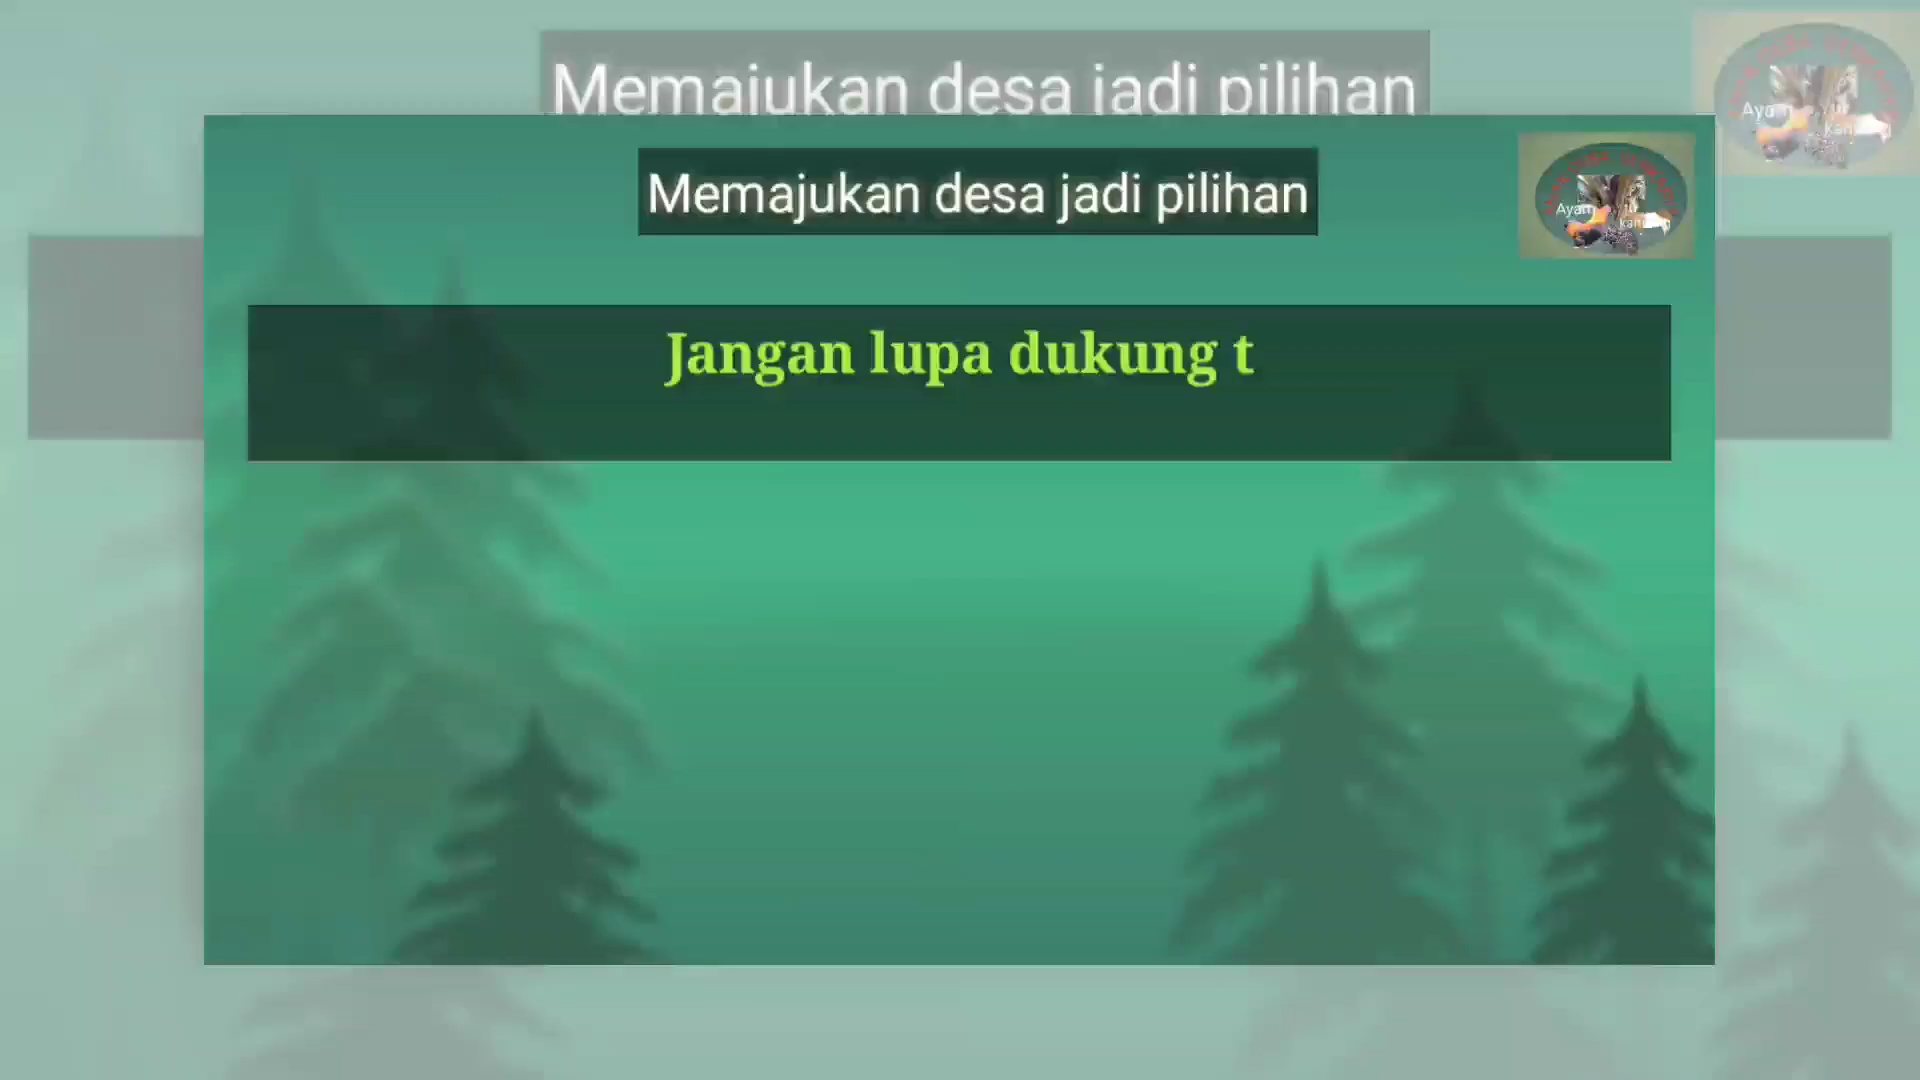 Memajukan desa jadi pilihan
Memajukan desa jadi pilihan
Jangan lupa dukung t